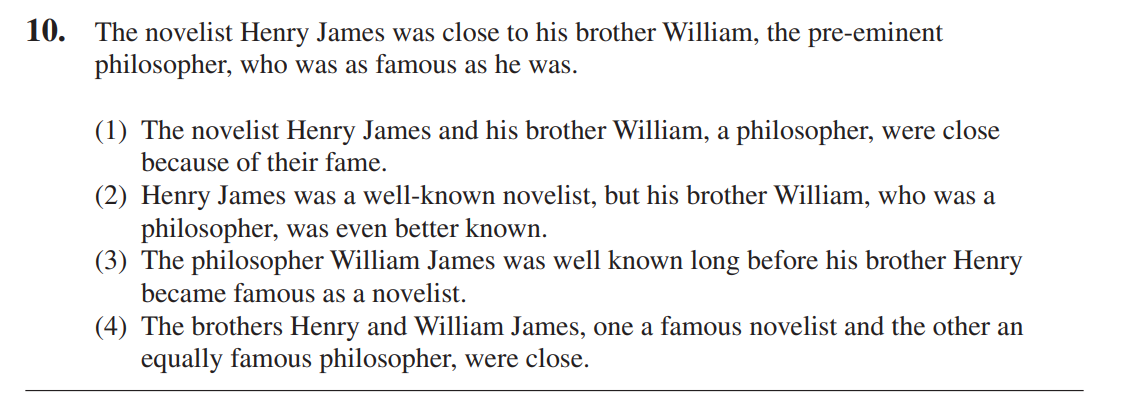 10. The novelist Henry James was close to his brother William, the pre-eminent
philosopher, who was as famous as he was.
(1) The novelist Henry James and his brother William, a philosopher, were close
because of their fame.
(2) Henry James was a well-known novelist, but his brother William, who was a
philosopher, was even better known.
(3) The philosopher William James was well known long before his brother Henry
became famous as a novelist.
(4) The brothers Henry and William James, one a famous novelist and the other an
equally famous philosopher, were close.